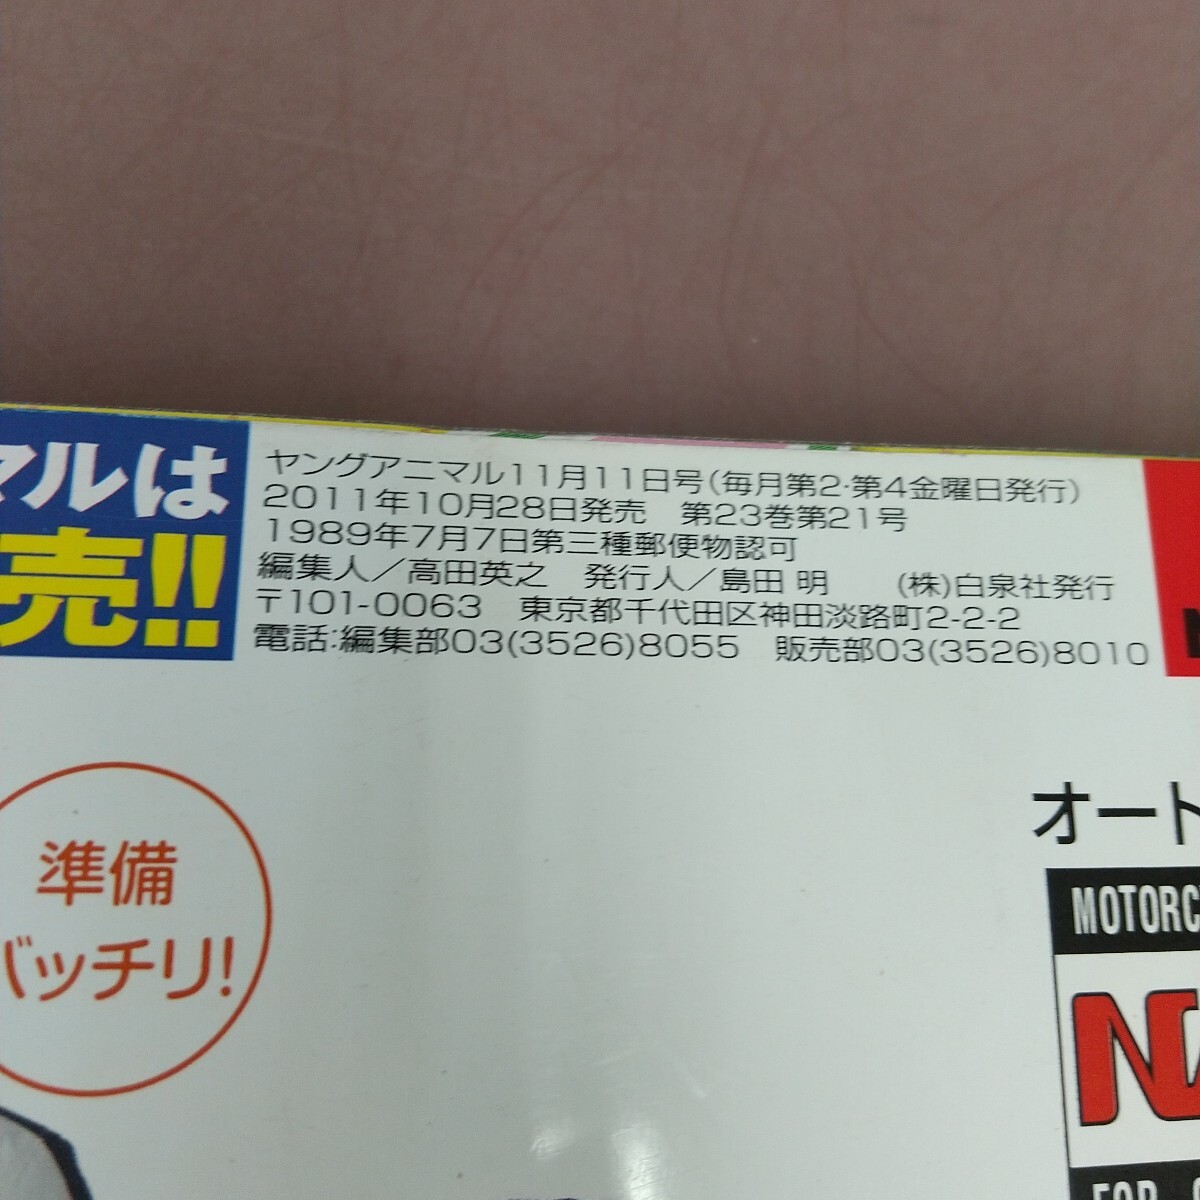 マルは
売!!
ヤングアニマル11月11日号(毎月第2·第4金曜日発行)
2011年10月28日発売　第23巻第21号
1989年7月7日第三種郵便物認可
編集人／高田英之　発行人／島田 明　　(株)白泉社発行
〒101-0063　東京都千代田区神田淡路町2-2-2
電話:編集部03(3526)8055　販売部03(3526)8010
準備
バッチリ!
オート
MOTORC
FOR